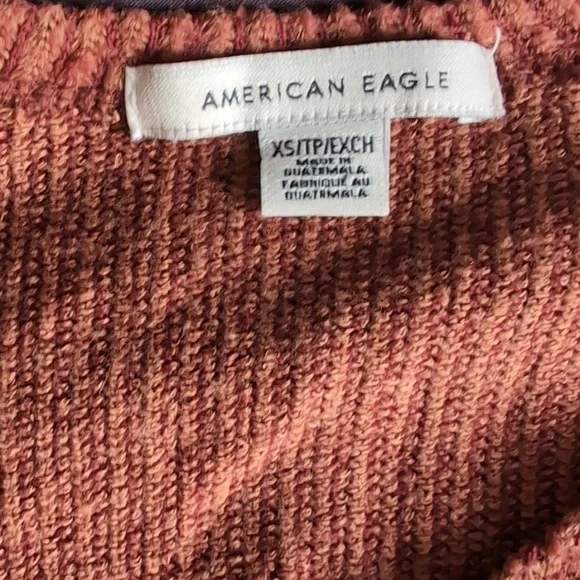 AMERICAN EAGLE
XS/TP/EXCH
MADE IN
GUATEMALA
FABRIQUE AU
GUATEMALA